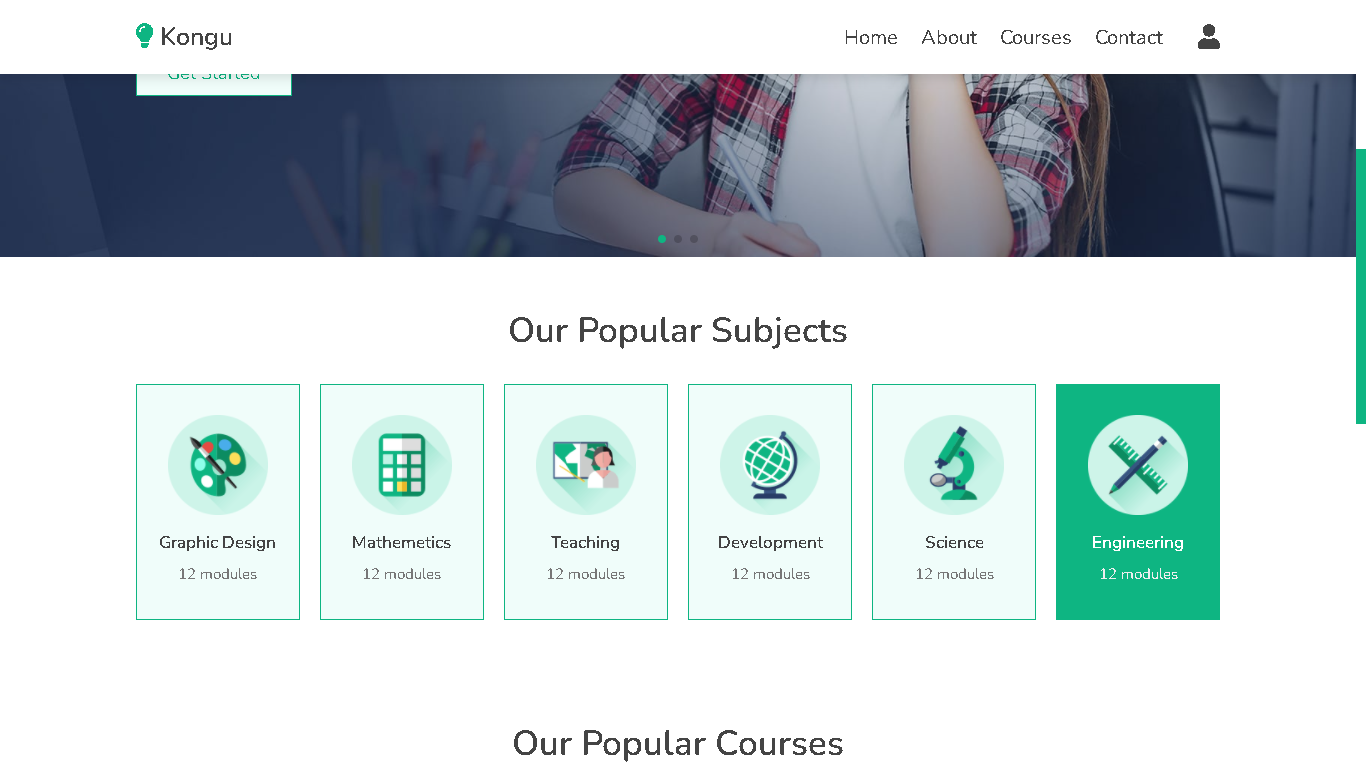 Kongu
Home About Courses Contact
Get Started
Our Popular Subjects
Graphic Design
12 modules
Mathemetics
12 modules
Teaching
12 modules
Development
12 modules
Science
12 modules
Engineering
12 modules
Our Popular Courses